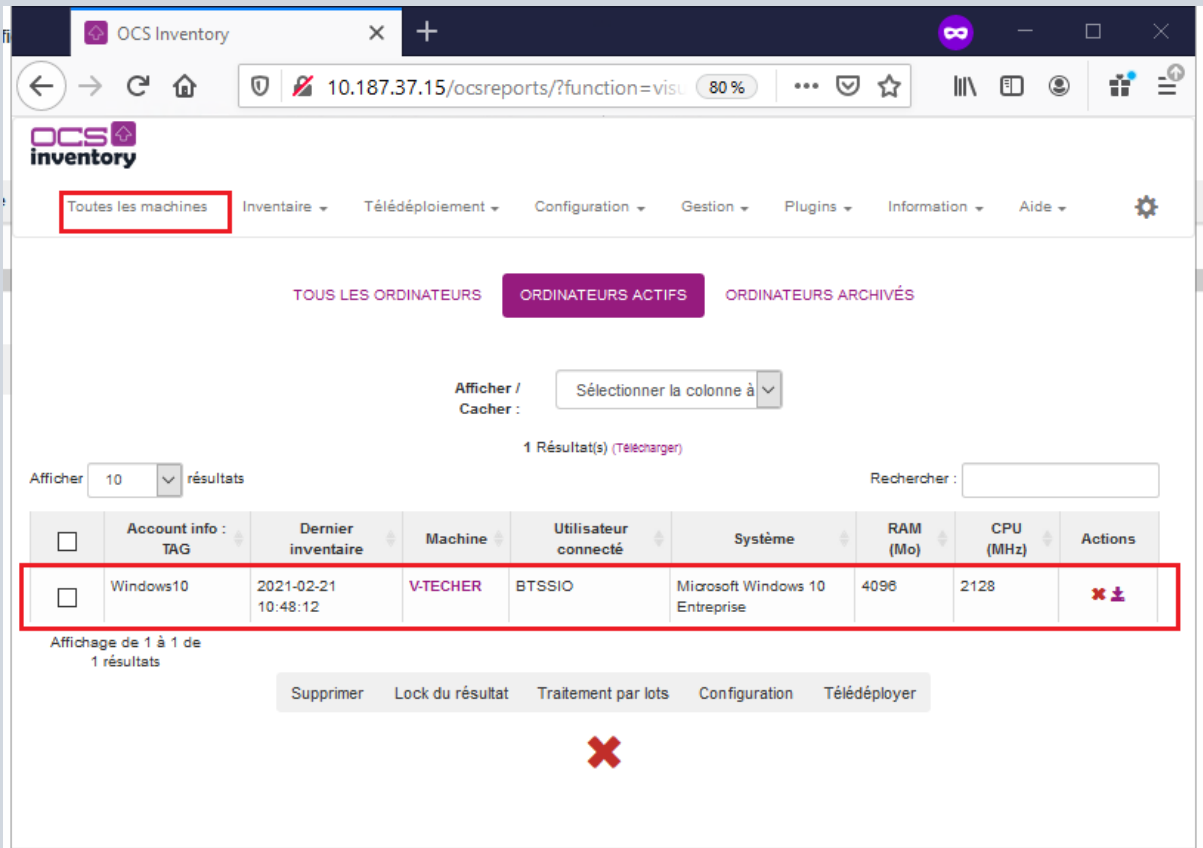 OCS Inventory
10.187.37.15/ocsreports/?function=visu 80 %
OCS
inventory
Toutes les machines Inventaire Télédéploiement Configuration Gestion Plugins Information Aide
TOUS LES ORDINATEURS ORDINATEURS ACTIFS ORDINATEURS ARCHIVÉS
Afficher /
Cacher :
Sélectionner la colonne à
1 Résultat(s) (Télécharger)
Afficher 10 résultats Rechercher :
Account info : TAG Dernier inventaire Machine Utilisateur connecté Système RAM (Mo) CPU (MHz) Actions
Windows10 2021-02-21 10:48:12 V-TECHER BTSSIO Microsoft Windows 10 Entreprise 4096 2128
Affichage de 1 à 1 de
1 résultats
Supprimer Lock du résultat Traitement par lots Configuration Télédéployer